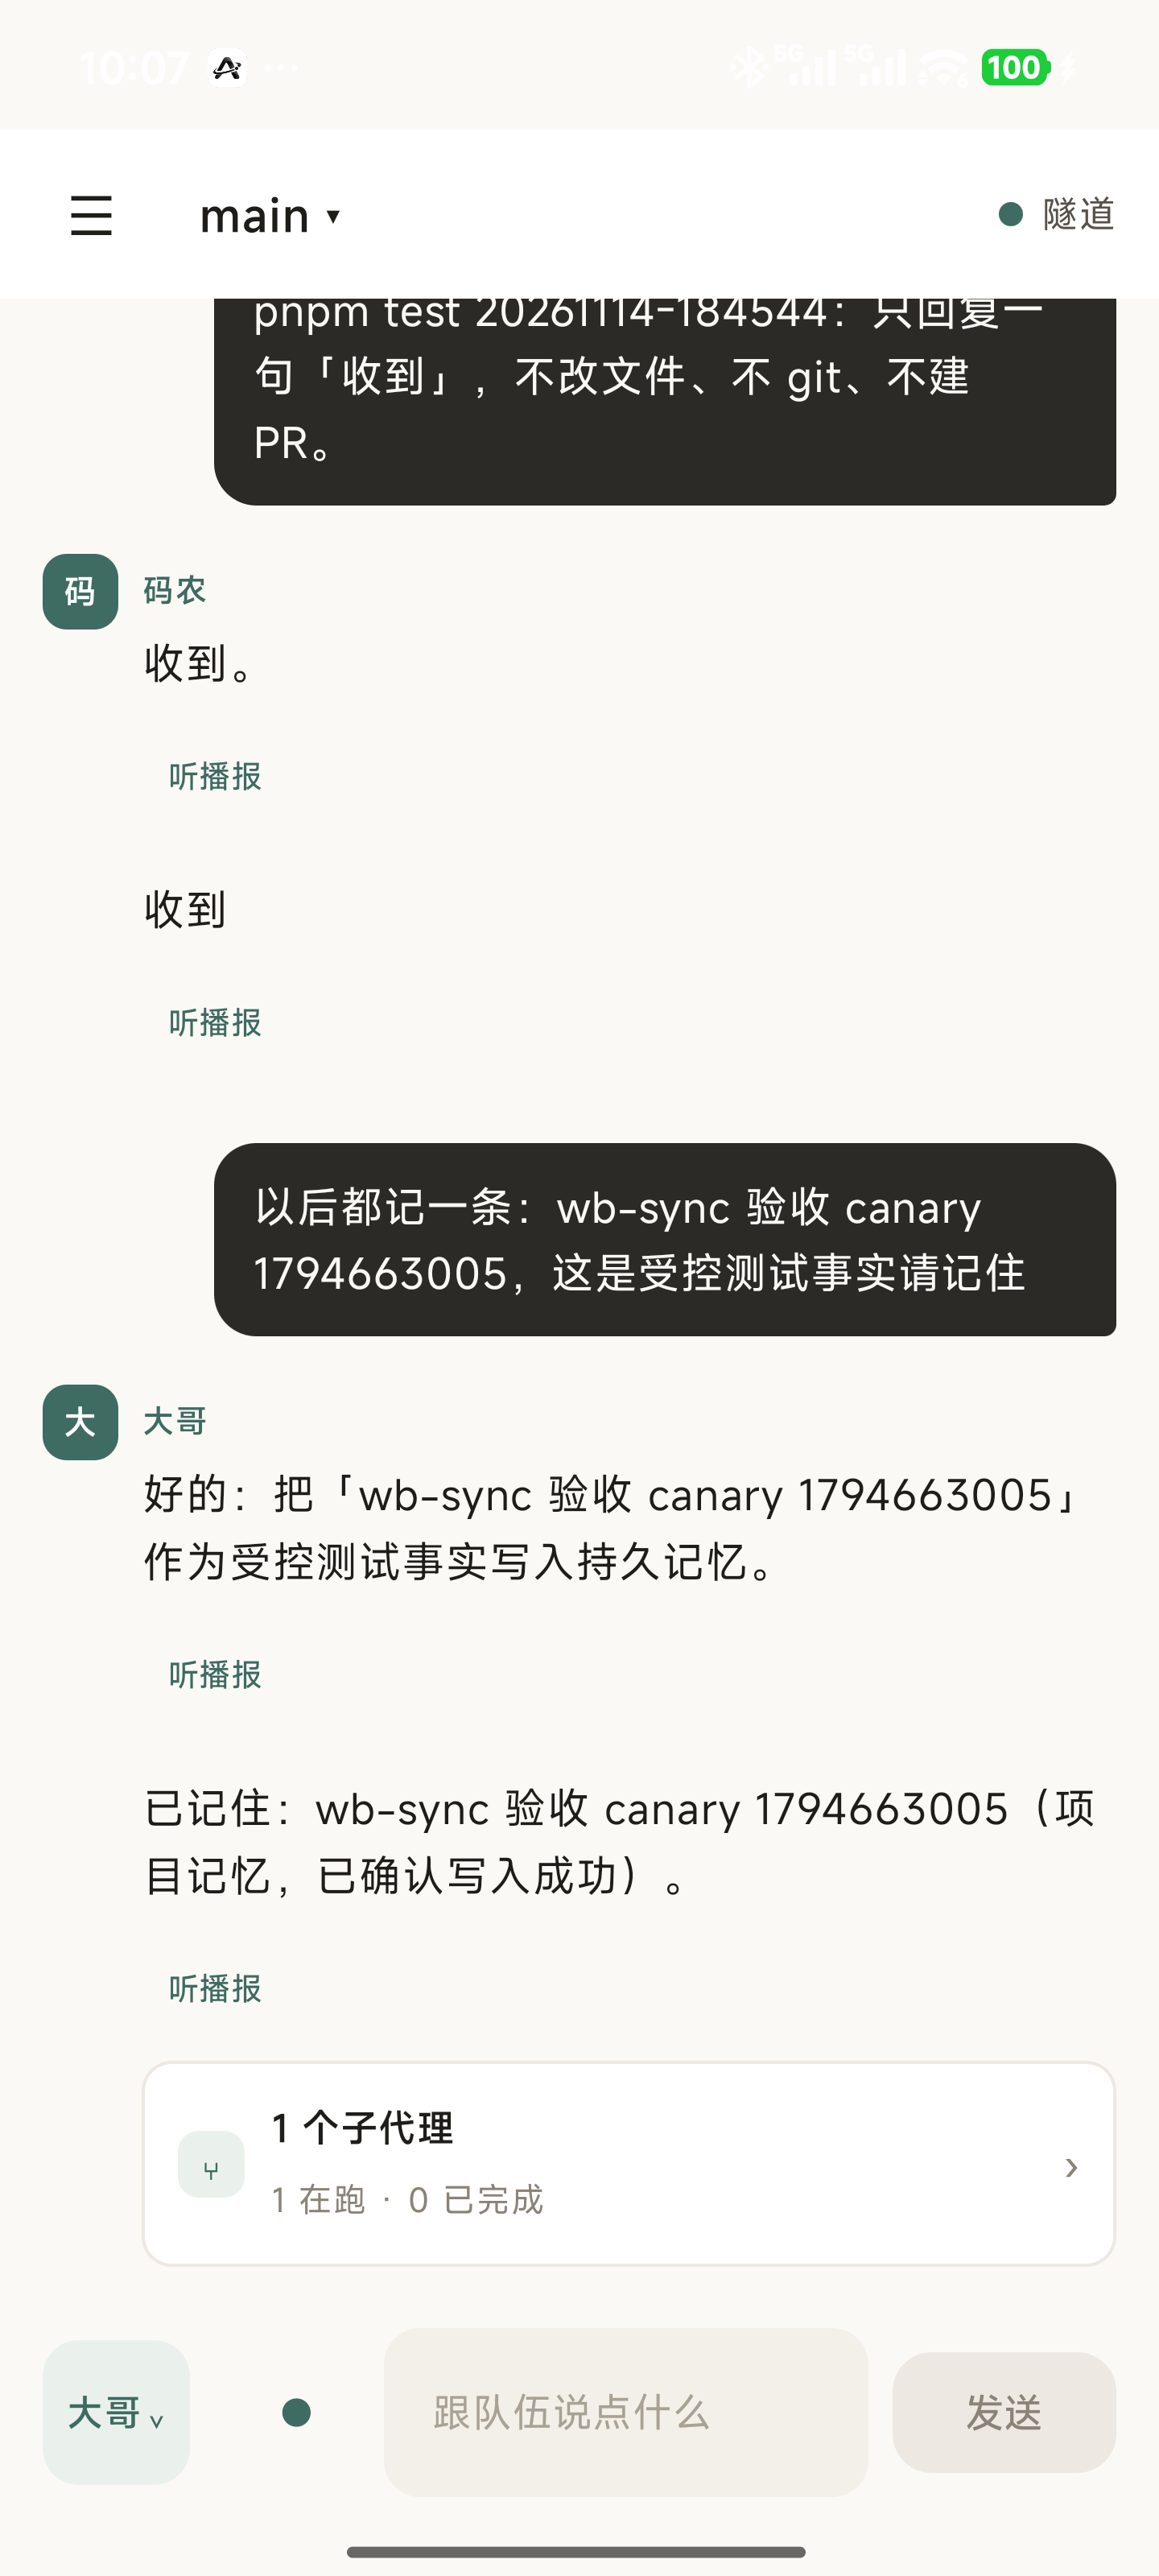 10:07
5G 5G 100
main
隧道
pnpm test 20261114-184544：只回复一
句「收到」，不改文件、不 git、不建
PR。
码 码农
收到。
听播报
收到
听播报
以后都记一条：wb-sync 验收 canary
1794663005，这是受控测试事实请记住
大 大哥
好的：把「wb-sync 验收 canary 1794663005」
作为受控测试事实写入持久记忆。
听播报
已记住：wb-sync 验收 canary 1794663005（项
目记忆，已确认写入成功）。
听播报
1 个子代理
1 在跑 · 0 已完成
大哥
跟队伍说点什么
发送